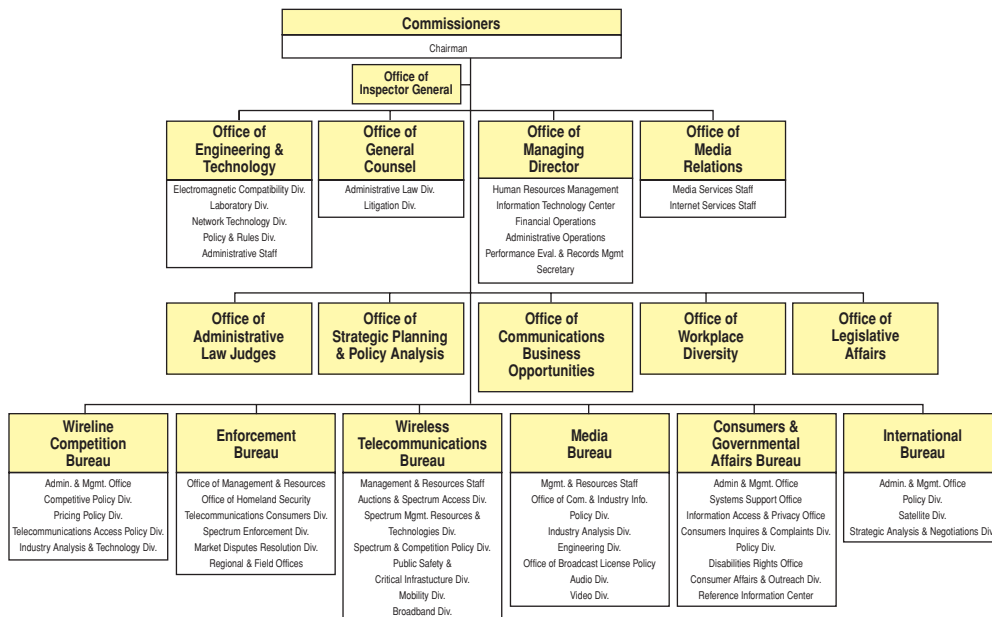 Commissioners
Chairman
Office of
Inspector General
Office of
Engineering &
Technology
Electromagnetic Compatibility Div.
Laboratory Div.
Network Technology Div.
Policy & Rules Div.
Administrative Staff
Office of
General
Counsel
Administrative Law Div.
Litigation Div.
Office of
Managing
Director
Human Resources Management
Information Technology Center
Financial Operations
Administrative Operations
Performance Eval. & Records Mgmt
Secretary
Office of
Media
Relations
Media Services Staff
Internet Services Staff
Office of
Administrative
Law Judges
Office of
Strategic Planning
& Policy Analysis
Office of
Communications
Business
Opportunities
Office of
Workplace
Diversity
Office of
Legislative
Affairs
Wireline
Competition
Bureau
Admin. & Mgmt. Office
Competitive Policy Div.
Pricing Policy Div.
Telecommunications Access Policy Div.
Industry Analysis & Technology Div.
Enforcement
Bureau
Office of Management & Resources
Office of Homeland Security
Telecommunications Consumers Div.
Spectrum Enforcement Div.
Market Disputes Resolution Div.
Regional & Field Offices
Wireless
Telecommunications
Bureau
Management & Resources Staff
Auctions & Spectrum Access Div.
Spectrum Mgmt. Resources &
Technologies Div.
Spectrum & Competition Policy Div.
Public Safety &
Critical Infrastucture Div.
Mobility Div.
Broadband Div.
Media
Bureau
Mgmt. & Resources Staff
Office of Com. & Industry Info.
Policy Div.
Industry Analysis Div.
Engineering Div.
Office of Broadcast License Policy
Audio Div.
Video Div.
Consumers &
Governmental
Affairs Bureau
Admin & Mgmt. Office
Systems Support Office
Information Access & Privacy Office
Consumers Inquires & Complaints Div.
Policy Div.
Disabilities Rights Office
Consumer Affairs & Outreach Div.
Reference Information Center
International
Bureau
Admin. & Mgmt. Office
Policy Div.
Satellite Div.
Strategic Analysis & Negotiations Div.